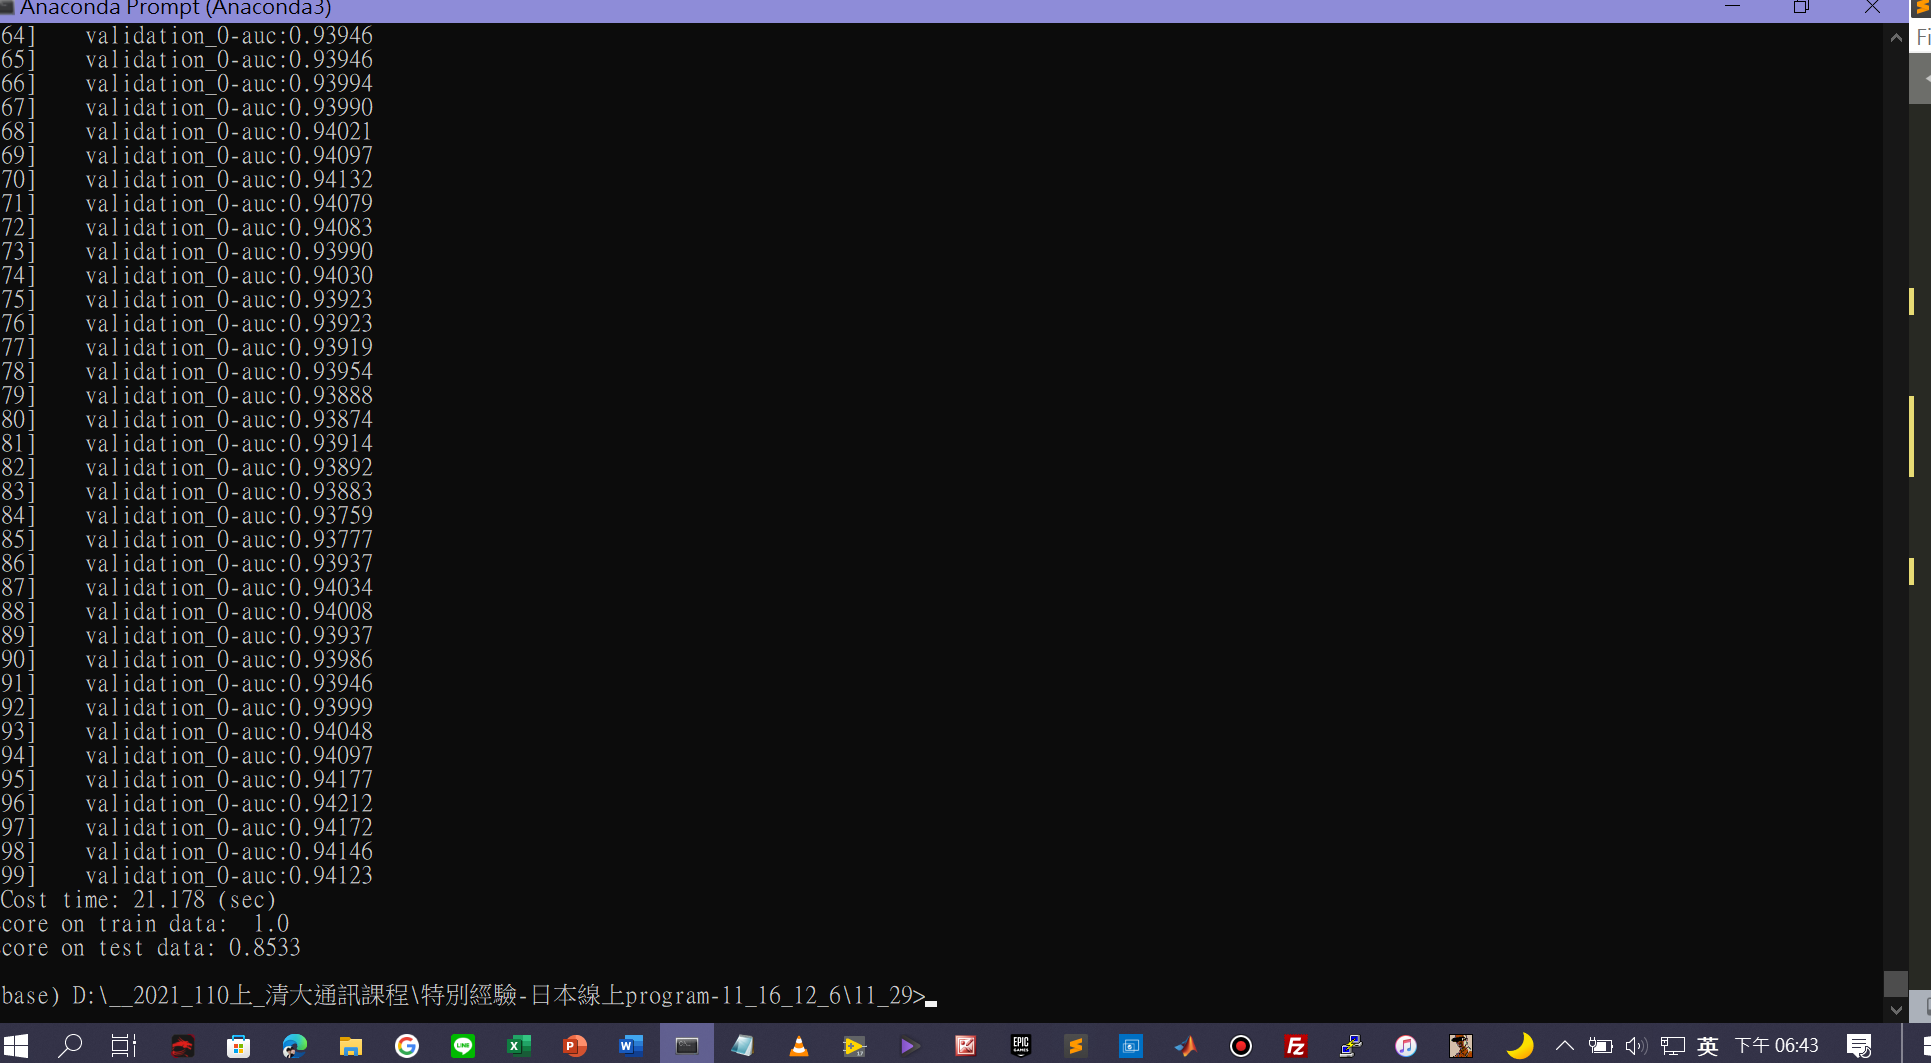 Anaconda Prompt (Anaconda3)
Fi
64]    validation_0-auc:0.93946
65]    validation_0-auc:0.93946
66]    validation_0-auc:0.93994
67]    validation_0-auc:0.93990
68]    validation_0-auc:0.94021
69]    validation_0-auc:0.94097
70]    validation_0-auc:0.94132
71]    validation_0-auc:0.94079
72]    validation_0-auc:0.94083
73]    validation_0-auc:0.93990
74]    validation_0-auc:0.94030
75]    validation_0-auc:0.93923
76]    validation_0-auc:0.93923
77]    validation_0-auc:0.93919
78]    validation_0-auc:0.93954
79]    validation_0-auc:0.93888
80]    validation_0-auc:0.93874
81]    validation_0-auc:0.93914
82]    validation_0-auc:0.93892
83]    validation_0-auc:0.93883
84]    validation_0-auc:0.93759
85]    validation_0-auc:0.93777
86]    validation_0-auc:0.93937
87]    validation_0-auc:0.94034
88]    validation_0-auc:0.94008
89]    validation_0-auc:0.93937
90]    validation_0-auc:0.93986
91]    validation_0-auc:0.93946
92]    validation_0-auc:0.93999
93]    validation_0-auc:0.94048
94]    validation_0-auc:0.94097
95]    validation_0-auc:0.94177
96]    validation_0-auc:0.94212
97]    validation_0-auc:0.94172
98]    validation_0-auc:0.94146
99]    validation_0-auc:0.94123
Cost time: 21.178 (sec)
core on train data:  1.0
core on test data: 0.8533
base) D:\__2021_110上_清大通訊課程\特別經驗-日本線上program-11_16_12_6\11_29>
LINE
EPIC GAMES
英
下午 06:43